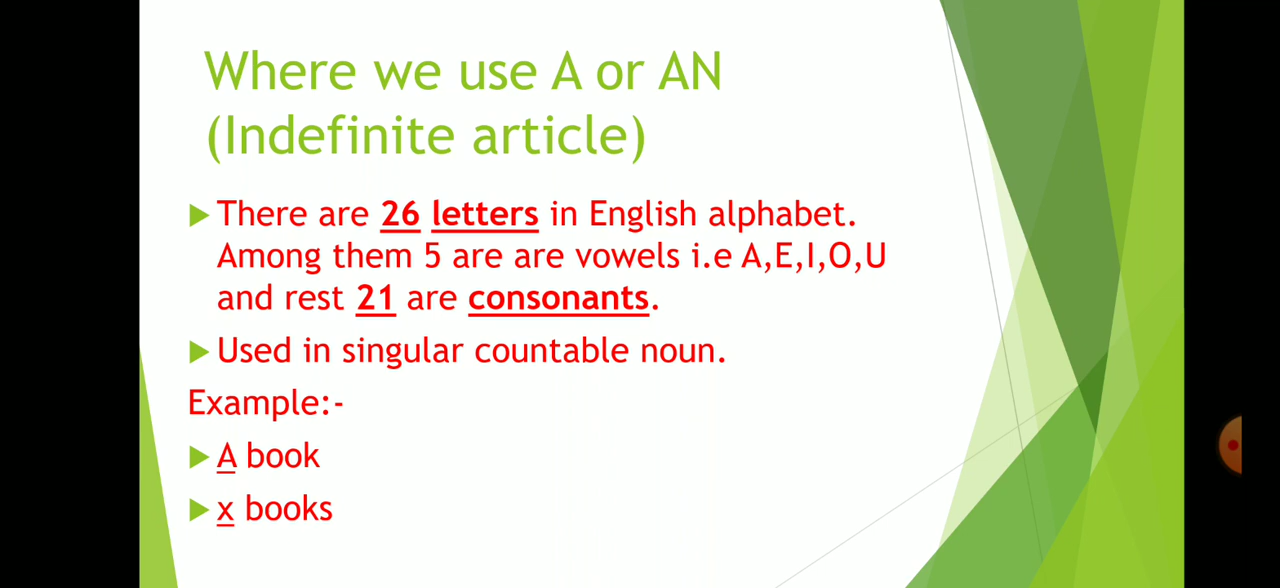 Where we use A or AN
(Indefinite article)
There are 26 letters in English alphabet.
Among them 5 are are vowels i.e A,E,I,O,U
and rest 21 are consonants.
Used in singular countable noun.
Example:-
A book
x books